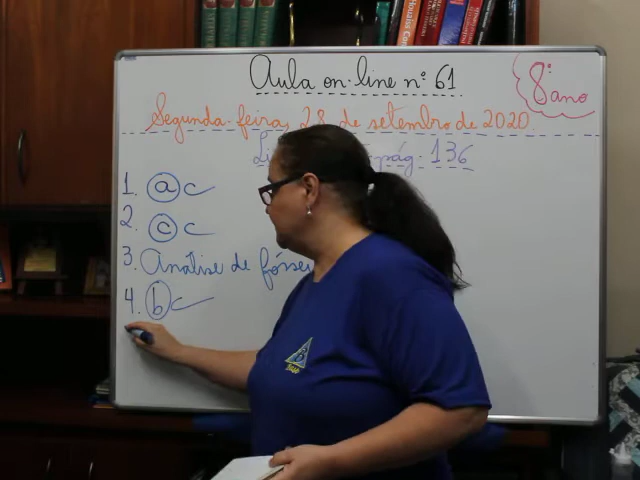 Aula on-line nº 61
8º ano
Segunda-feira, 28 de setembro de 2020.
pág. 136
1. a c
2. c c
3. Análise de
4. b c